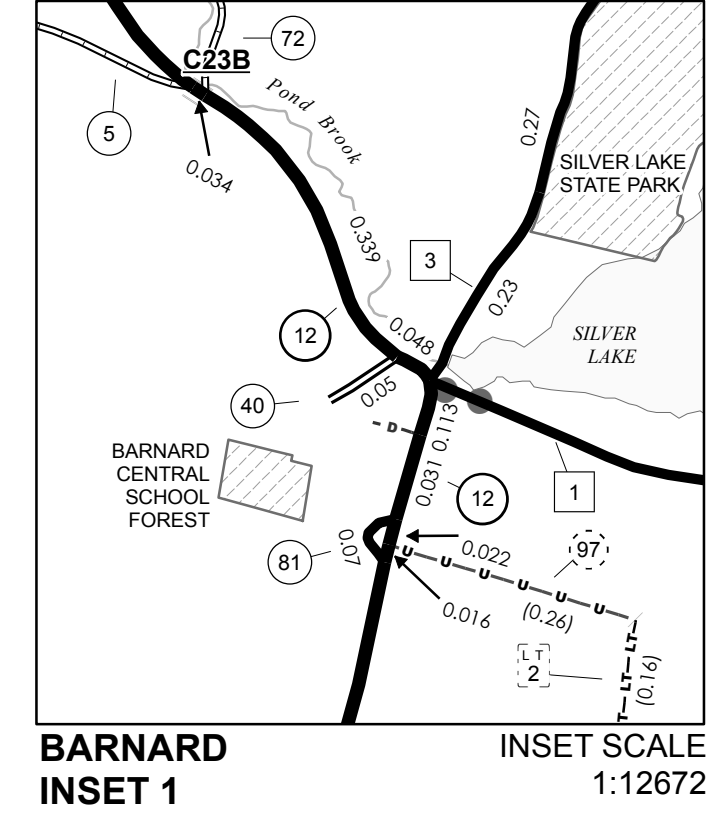 72
C23B
Pond Brook
5
0.034
0.27
SILVER LAKE
STATE PARK
0.339
3
0.23
12
0.048
SILVER
LAKE
0.05
40
D
0.113
BARNARD
CENTRAL
SCHOOL
FOREST
0.031
12
1
0.07
81
0.022
97
U U U U U U
0.016
(0.26)
LT
2
LT
LT
T
(0.16)
BARNARD
INSET 1
INSET SCALE
1:12672